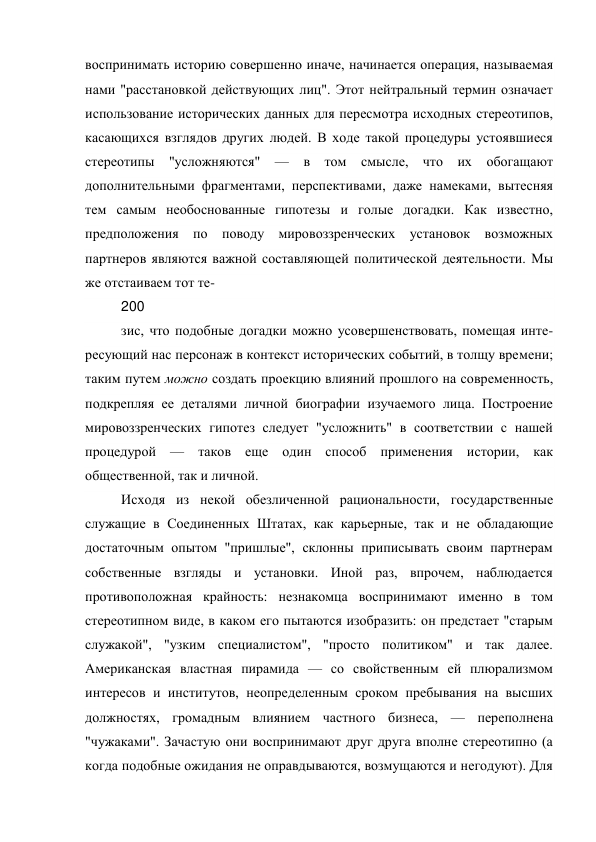 воспринимать историю совершенно иначе, начинается операция, называемая
нами "расстановкой действующих лиц". Этот нейтральный термин означает
использование исторических данных для пересмотра исходных стереотипов,
касающихся взглядов других людей. В ходе такой процедуры устоявшиеся
стереотипы "усложняются" — в том смысле, что их обогащают
дополнительными фрагментами, перспективами, даже намеками, вытесняя
тем самым необоснованные гипотезы и голые догадки. Как известно,
предположения по поводу мировоззренческих установок возможных
партнеров являются важной составляющей политической деятельности. Мы
же отстаиваем тот те-
200
зис, что подобные догадки можно усовершенствовать, помещая инте-
ресующий нас персонаж в контекст исторических событий, в толщу времени;
таким путем можно создать проекцию влияний прошлого на современность,
подкрепляя ее деталями личной биографии изучаемого лица. Построение
мировоззренческих гипотез следует "усложнить" в соответствии с нашей
процедурой — таков еще один способ применения истории, как
общественной, так и личной.
Исходя из некой обезличенной рациональности, государственные
служащие в Соединенных Штатах, как карьерные, так и не обладающие
достаточным опытом "пришлые", склонны приписывать своим партнерам
собственные взгляды и установки. Иной раз, впрочем, наблюдается
противоположная крайность: незнакомца воспринимают именно в том
стереотипном виде, в каком его пытаются изобразить: он предстает "старым
служакой", "узким специалистом", "просто политиком" и так далее.
Американская властная пирамида — со свойственным ей плюрализмом
интересов и институтов, неопределенным сроком пребывания на высших
должностях, громадным влиянием частного бизнеса, — переполнена
"чужаками". Зачастую они воспринимают друг друга вполне стереотипно (а
когда подобные ожидания не оправдываются, возмущаются и негодуют). Для